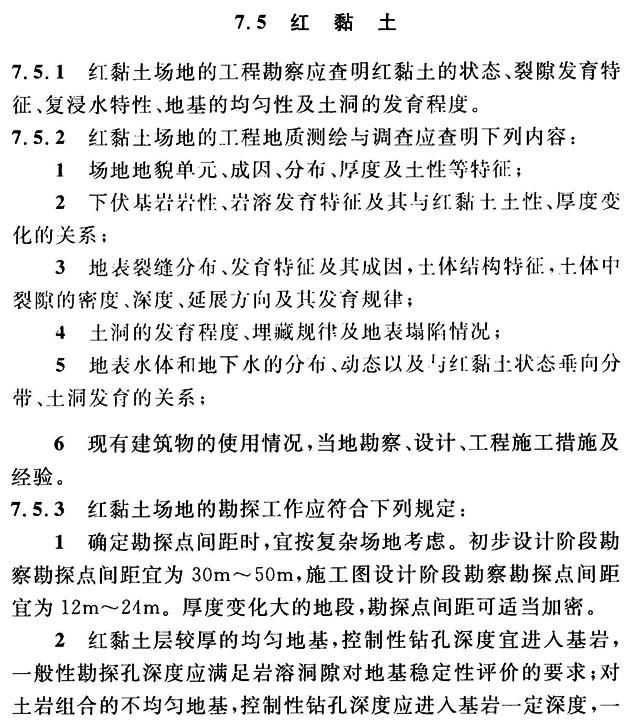 7.5 红黏土
7.5.1 红黏土场地的工程勘察应查明红黏土的状态、裂隙发育特
征、复浸水特性、地基的均匀性及土洞的发育程度。
7.5.2 红黏土场地的工程地质测绘与调查应查明下列内容：
1 场地地貌单元、成因、分布、厚度及土性等特征；
2 下伏基岩岩性、岩溶发育特征及其与红黏土土性、厚度变
化的关系；
3 地表裂缝分布、发育特征及其成因，土体结构特征，土体中
裂隙的密度、深度、延展方向及其发育规律；
4 土洞的发育程度、埋藏规律及地表塌陷情况；
5 地表水体和地下水的分布、动态以及与红黏土状态垂向分
带、土洞发育的关系；
6 现有建筑物的使用情况，当地勘察、设计、工程施工措施及
经验。
7.5.3 红黏土场地的勘探工作应符合下列规定：
1 确定勘探点间距时，宜按复杂场地考虑。初步设计阶段勘
察勘探点间距宜为30m～50m，施工图设计阶段勘察勘探点间距
宜为12m～24m。厚度变化大的地段，勘探点间距可适当加密。
2 红黏土层较厚的均匀地基，控制性钻孔深度宜进入基岩，
一般性勘探孔深度应满足岩溶洞隙对地基稳定性评价的要求；对
土岩组合的不均匀地基，控制性钻孔深度应进入基岩一定深度，一